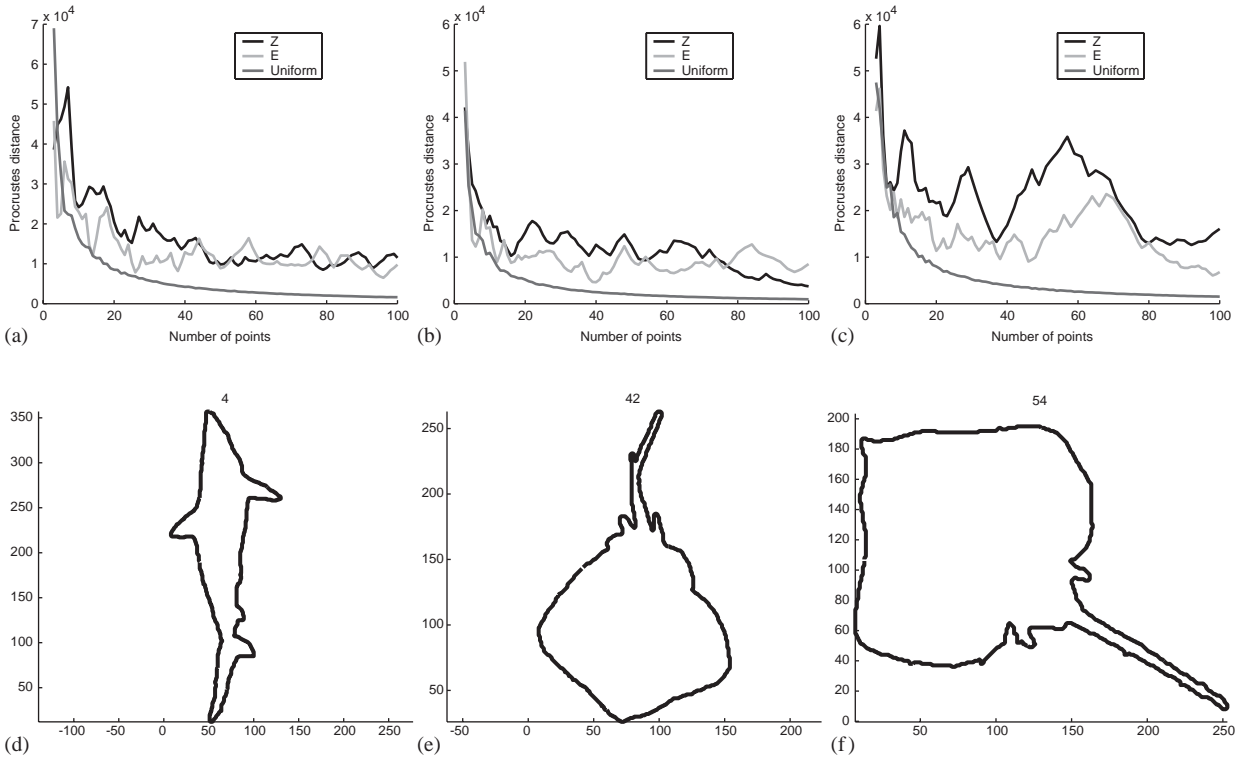 7 x 10^4
6
5
4
3
2
1
0
0 20 40 60 80 100
Procrustes distance
Number of points
Z
E
Uniform
(a)
6 x 10^4
5
4
3
2
1
0
0 20 40 60 80 100
Procrustes distance
Number of points
Z
E
Uniform
(b)
6 x 10^4
5
4
3
2
1
0
0 20 40 60 80 100
Procrustes distance
Number of points
Z
E
Uniform
(c)
4
350
300
250
200
150
100
50
-100 -50 0 50 100 150 200 250
(d)
42
250
200
150
100
50
-50 0 50 100 150 200
(e)
54
200
180
160
140
120
100
80
60
40
20
0
50 100 150 200 250
(f)